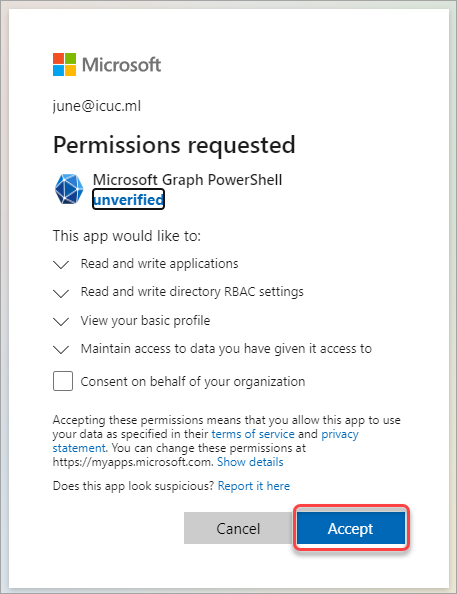 Microsoft
june@icuc.ml
Permissions requested
Microsoft Graph PowerShell
unverified
This app would like to:
Read and write applications
Read and write directory RBAC settings
View your basic profile
Maintain access to data you have given it access to
Consent on behalf of your organization
Accepting these permissions means that you allow this app to use
your data as specified in their terms of service and privacy
statement. You can change these permissions at
https://myapps.microsoft.com. Show details
Does this app look suspicious? Report it here
Cancel Accept